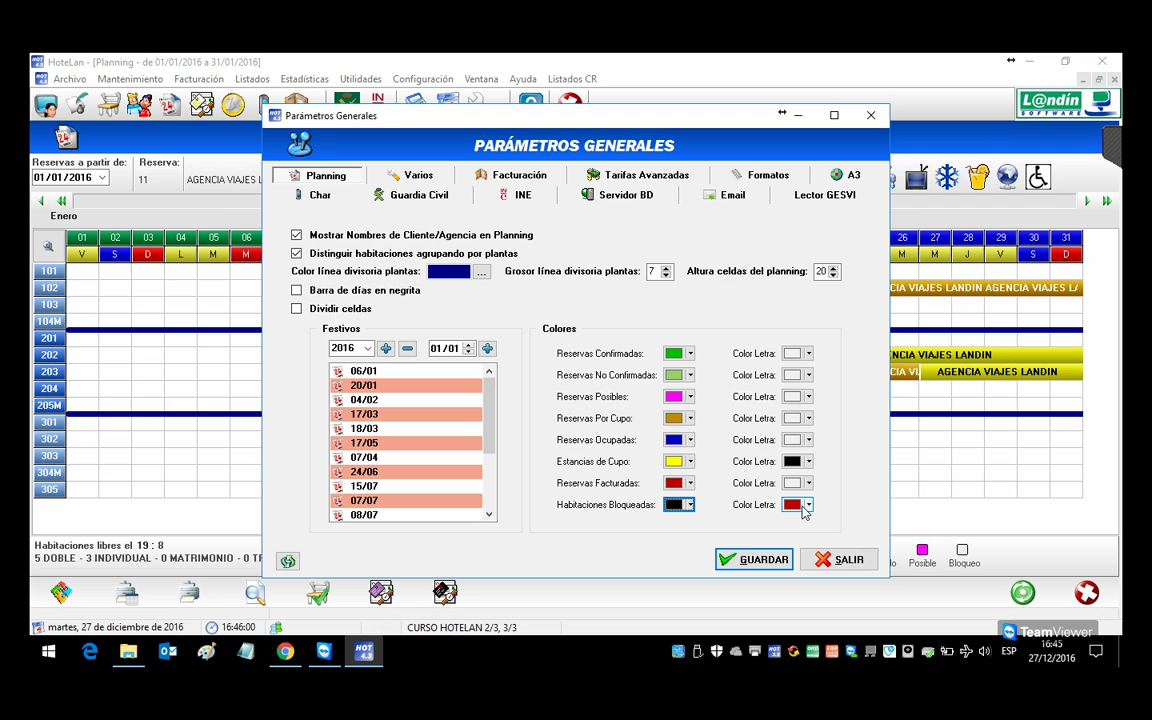 HoteLan - [Planning - de 01/01/2016 a 31/01/2016]
Archivo Mantenimiento Facturación Listados Estadísticas Utilidades Configuración Ventana Ayuda Listados CR
L@ndín SOFTWARE
Parámetros Generales
PARÁMETROS GENERALES
Reservas a partir de: Reserva:
01/01/2016 11 AGENCIA VIAJES L
Enero
01 02 03 04 05 06
V S D L M M
26 27 28 29 30 31
M M J V S D
101
102
103
104M
201
202
203
204
205M
301
302
303
304M
305
CIA VIAJES LANDIN AGENCIA VIAJES L
NCIA VIAJES LANDIN
CIA VI. AGENCIA VIAJES LANDIN
Planning Varios Facturación Tarifas Avanzadas Formatos A3
Char Guardia Civil INE Servidor BD Email Lector GESVI
Mostrar Nombres de Cliente/Agencia en Planning
Distinguir habitaciones agrupando por plantas
Color línea divisoria plantas: ... Grosor línea divisoria plantas: 7 Altura celdas del planning: 20
Barra de días en negrita
Dividir celdas
Festivos
2016 01/01
06/01
20/01
04/02
17/03
18/03
17/05
07/04
24/06
15/07
07/07
08/07
Colores
Reservas Confirmadas: Color Letra:
Reservas No Confirmadas: Color Letra:
Reservas Posibles: Color Letra:
Reservas Por Cupo: Color Letra:
Reservas Ocupadas: Color Letra:
Estancias de Cupo: Color Letra:
Reservas Facturadas: Color Letra:
Habitaciones Bloqueadas: Color Letra:
GUARDAR SALIR
Habitaciones libres el 19 : 8
5 DOBLE - 3 INDIVIDUAL - 0 MATRIMONIO - 0 T
Posible Bloqueo
martes, 27 de diciembre de 2016 16:46:00 CURSO HOTELAN 2/3, 3/3
TeamViewer
HOT 4.3
ESP
16:45
27/12/2016